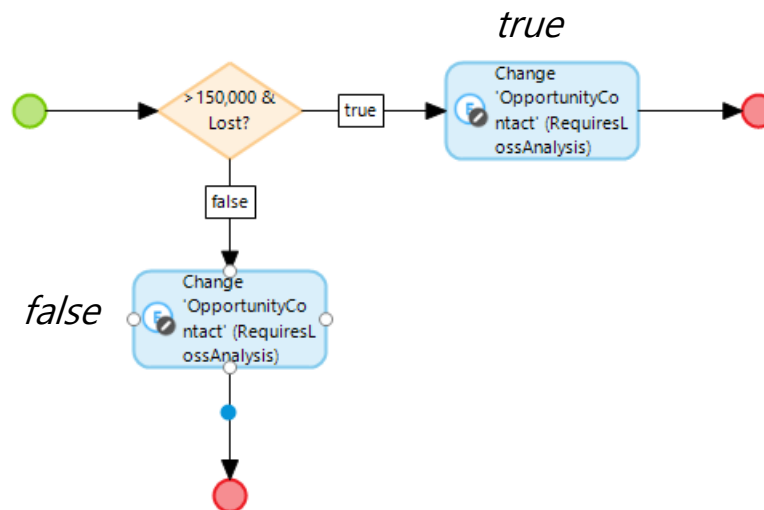 true
> 150,000 &
Lost?
true
Change
'OpportunityCo
ntact' (RequiresL
ossAnalysis)
false
false
Change
'OpportunityCo
ntact' (RequiresL
ossAnalysis)